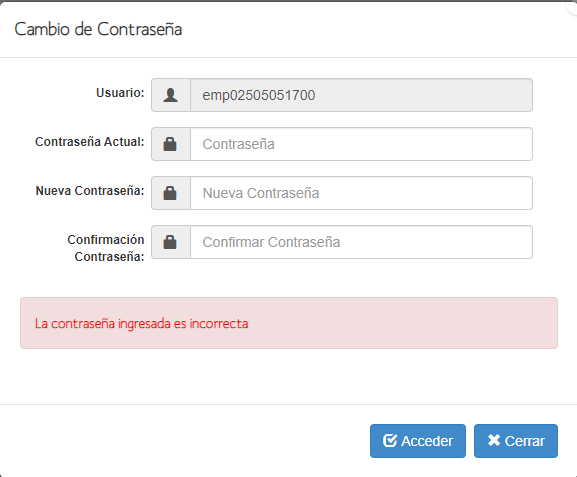 Cambio de Contraseña
Usuario:
emp02505051700
Contraseña Actual:
Contraseña
Nueva Contraseña:
Nueva Contraseña
Confirmación
Contraseña:
Confirmar Contraseña
La contraseña ingresada es incorrecta
Acceder
Cerrar